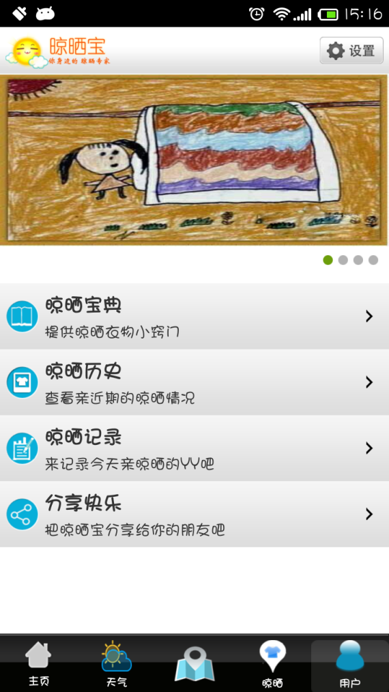 15:16
晾晒宝
你身边的晾晒专家
设置
晾晒宝典
提供晾晒衣物小窍门
晾晒历史
查看亲近期的晾晒情况
晾晒记录
来记录今天亲晾晒的YY吧
分享快乐
把晾晒宝分享给你的朋友吧
主页
天气
晾晒
用户